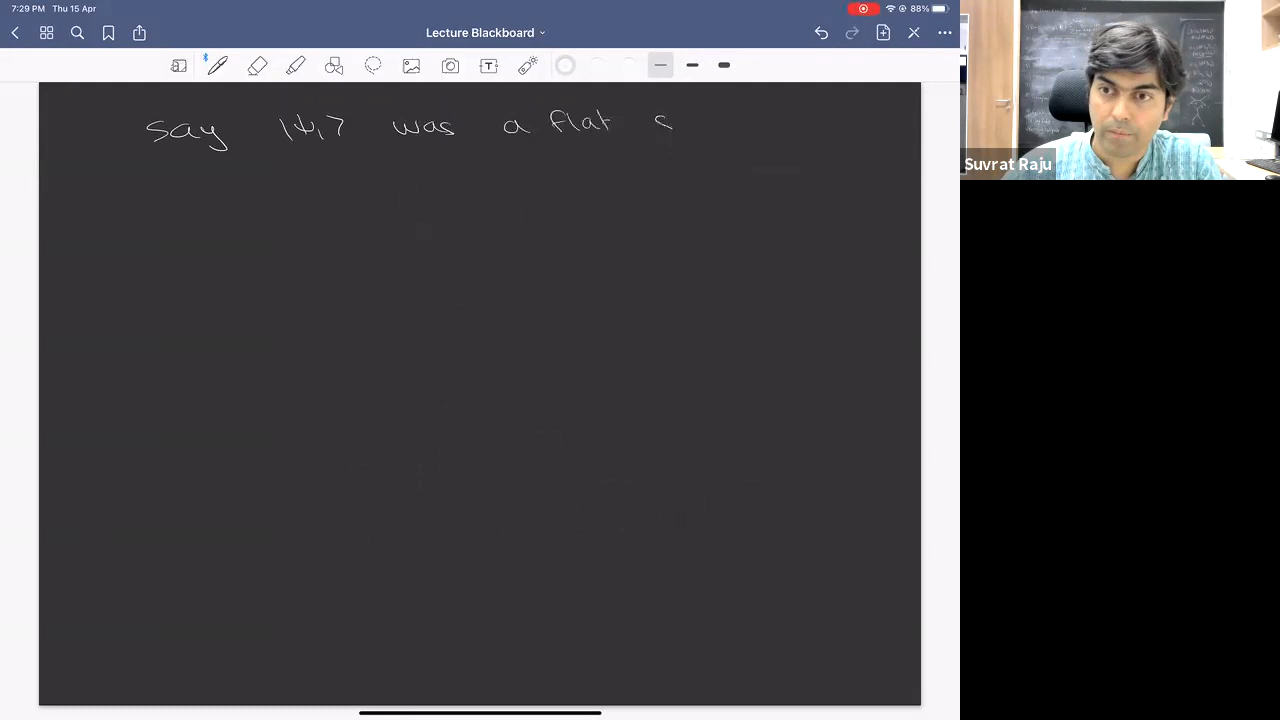 7:29 PM Thu 15 Apr
88%
Lecture Blackboard
T
say |ψ| was a flat s
Suvrat Raju